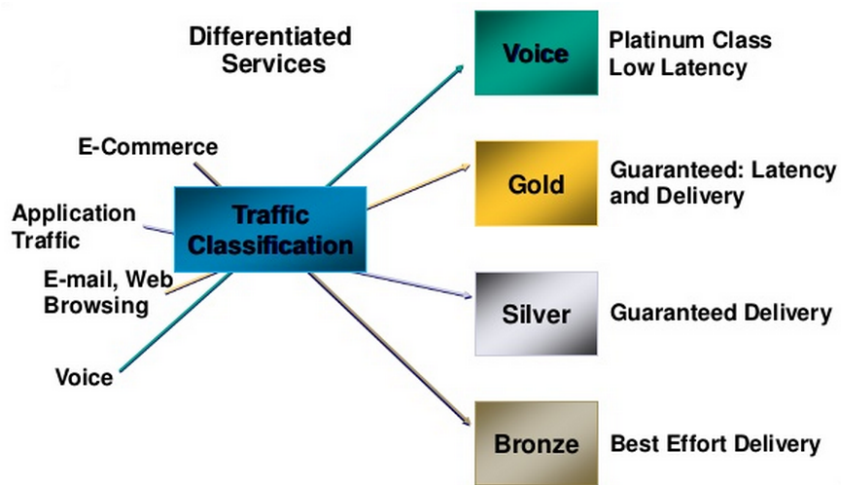 Differentiated
Services
E-Commerce
Application
Traffic
E-mail, Web
Browsing
Voice
Traffic
Classification
Voice
Platinum Class
Low Latency
Gold
Guaranteed: Latency
and Delivery
Silver
Guaranteed Delivery
Bronze
Best Effort Delivery